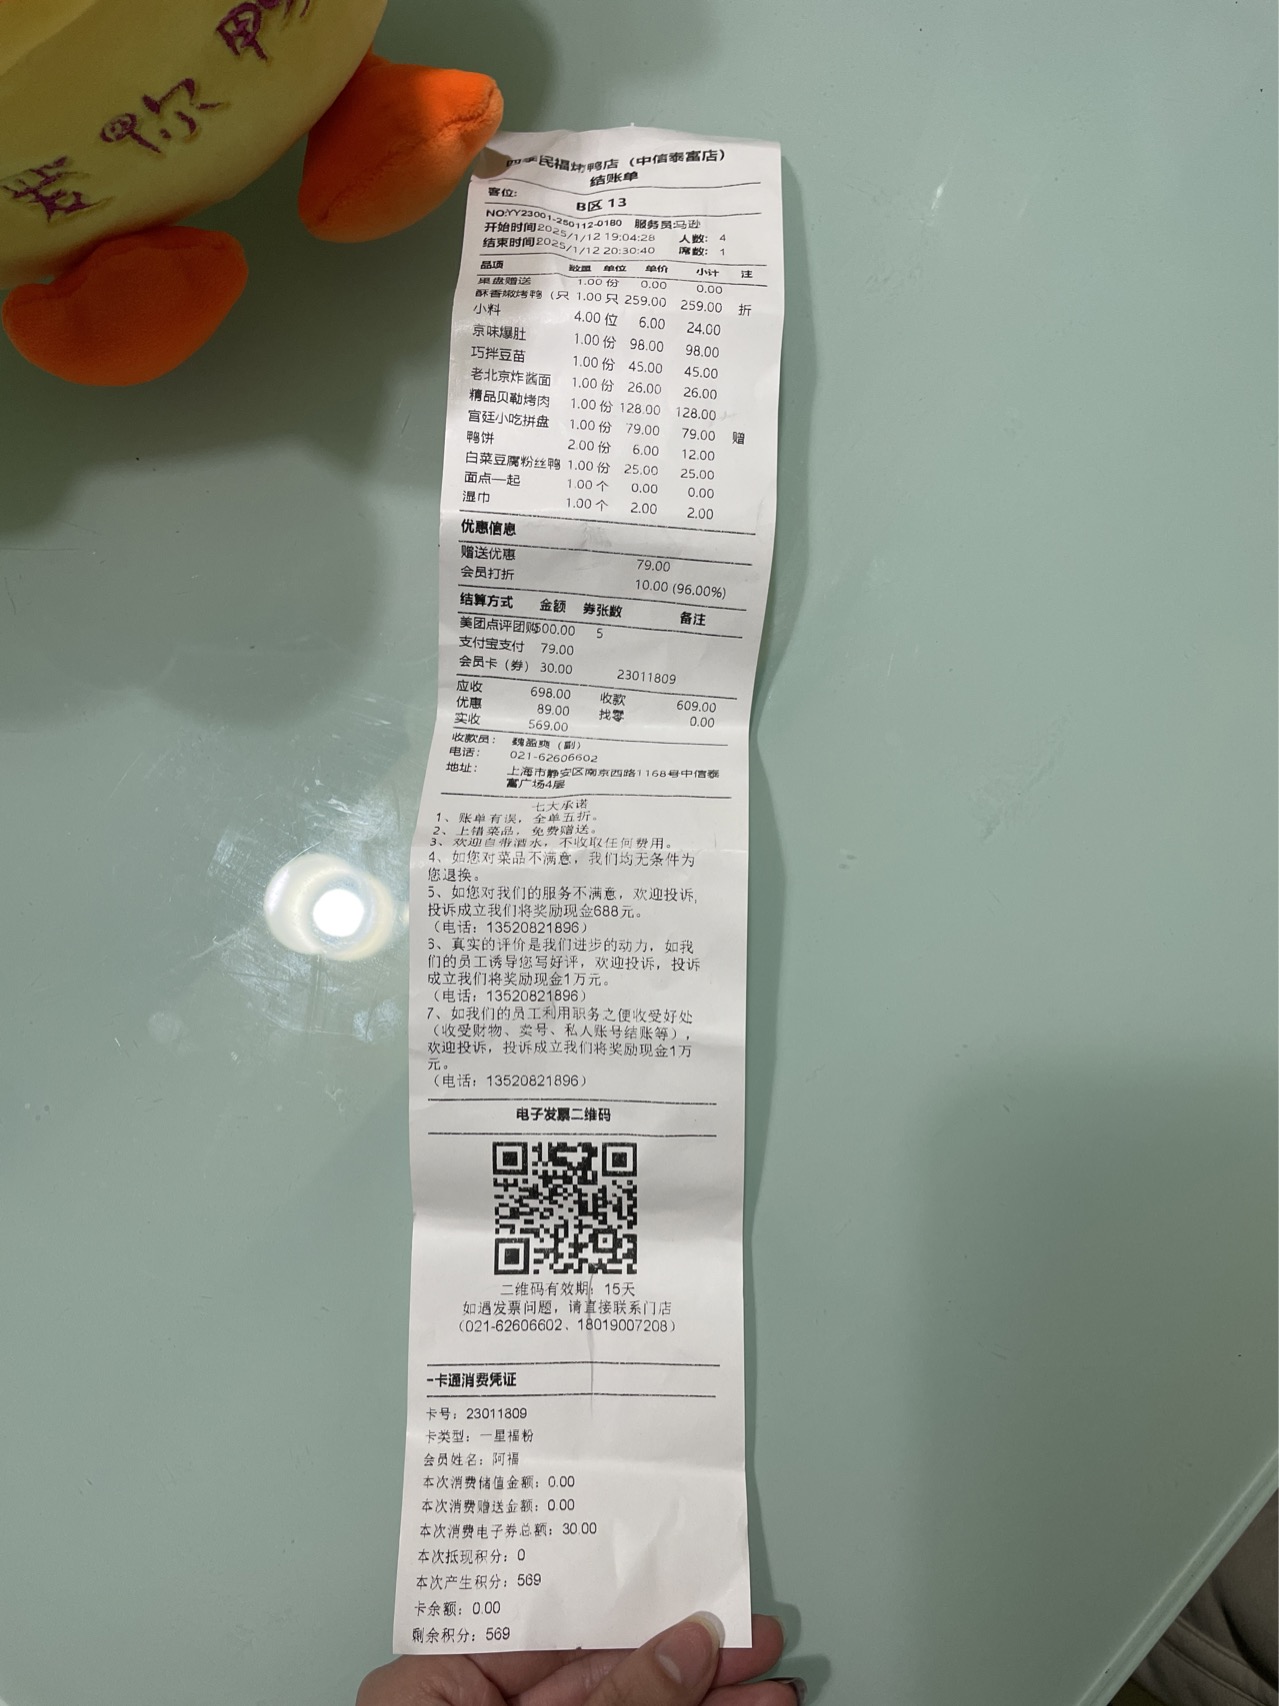 若你鸭
四季民福烤鸭店（中信泰富店）
结账单
客位： B区 13
NO:YY23001-250112-0180 服务员:马逊
开始时间2025/1/12 19:04:28 人数： 4
结束时间2025/1/12 20:30:40 席数： 1
品项 数量 单位 单价 小计 注
果盘赠送 1.00 份 0.00 0.00
酥香嫩烤鸭（只 1.00 只 259.00 259.00 折
小料 4.00 位 6.00 24.00
京味爆肚 1.00 份 98.00 98.00
巧拌豆苗 1.00 份 45.00 45.00
老北京炸酱面 1.00 份 26.00 26.00
精品贝勒烤肉 1.00 份 128.00 128.00
宫廷小吃拼盘 1.00 份 79.00 79.00 赠
鸭饼 2.00 份 6.00 12.00
白菜豆腐粉丝鸭 1.00 份 25.00 25.00
面点一起 1.00 个 0.00 0.00
湿巾 1.00 个 2.00 2.00
优惠信息
赠送优惠 79.00
会员打折 10.00 (96.00%)
结算方式 金额 券张数 备注
美团点评团购500.00 5
支付宝支付 79.00
会员卡（券） 30.00 23011809
应收 698.00 收款 609.00
优惠 89.00 找零 0.00
实收 569.00
收款员： 魏盈爽（副）
电话： 021-62606602
地址： 上海市静安区南京西路1168号中信泰
富广场4层
七大承诺
1、账单有误，全单五折。
2、上错菜品，免费赠送。
3、欢迎自带酒水，不收取任何费用。
4、如您对菜品不满意，我们均无条件为
您退换。
5、如您对我们的服务不满意，欢迎投诉，
投诉成立我们将奖励现金688元。
（电话：13520821896）
6、真实的评价是我们进步的动力，如我
们的员工诱导您写好评，欢迎投诉，投诉
成立我们将奖励现金1万元。
（电话：13520821896）
7、如我们的员工利用职务之便收受好处
（收受财物、卖号、私人账号结账等），
欢迎投诉，投诉成立我们将奖励现金1万
元。
（电话：13520821896）
电子发票二维码
二维码有效期：15天
如遇发票问题，请直接联系门店
（021-62606602、18019007208）
一卡通消费凭证
卡号：23011809
卡类型：一星福粉
会员姓名：阿福
本次消费储值金额：0.00
本次消费赠送金额：0.00
本次消费电子券总额：30.00
本次抵现积分：0
本次产生积分：569
卡余额：0.00
剩余积分：569